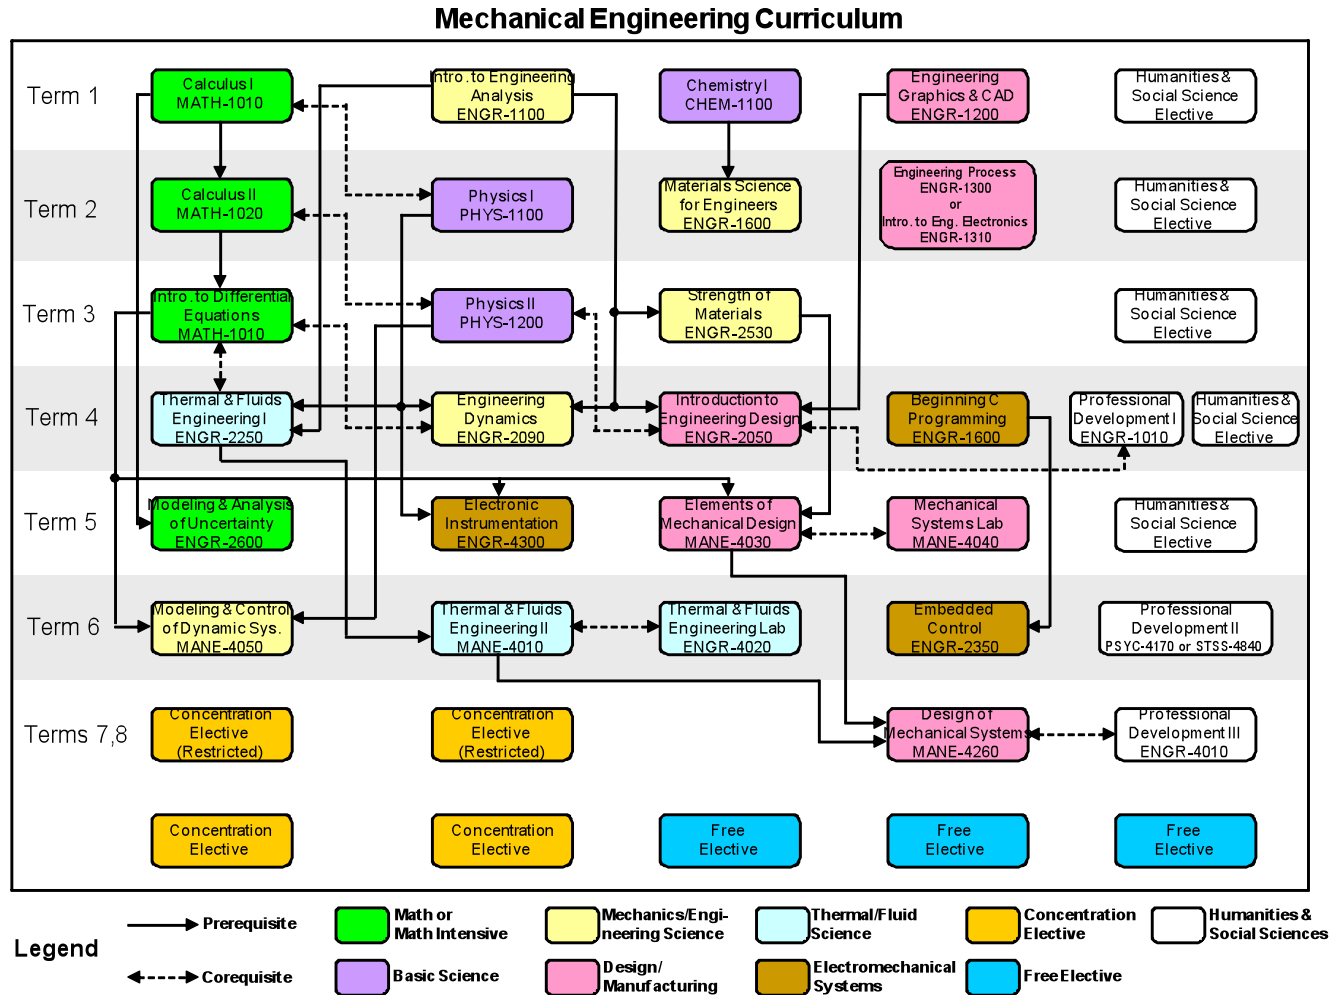 Mechanical Engineering Curriculum
Term 1
Calculus I
MATH-1010
Intro. to Engineering
Analysis
ENGR-1100
Chemistry I
CHEM-1100
Engineering
Graphics & CAD
ENGR-1200
Humanities &
Social Science
Elective
Term 2
Calculus II
MATH-1020
Physics I
PHYS-1100
Materials Science
for Engineers
ENGR-1600
Engineering Process
ENGR-1300
or
Intro. to Eng. Electronics
ENGR-1310
Humanities &
Social Science
Elective
Term 3
Intro. to Differential
Equations
MATH-1010
Physics II
PHYS-1200
Strength of
Materials
ENGR-2530
Humanities &
Social Science
Elective
Term 4
Thermal & Fluids
Engineering I
ENGR-2250
Engineering
Dynamics
ENGR-2090
Introduction to
Engineering Design
ENGR-2050
Beginning C
Programming
ENGR-1600
Professional
Development I
ENGR-1010
Humanities &
Social Science
Elective
Term 5
Modeling & Analysis
of Uncertainty
ENGR-2600
Electronic
Instrumentation
ENGR-4300
Elements of
Mechanical Design
MANE-4030
Mechanical
Systems Lab
MANE-4040
Humanities &
Social Science
Elective
Term 6
Modeling & Control
of Dynamic Sys.
MANE-4050
Thermal & Fluids
Engineering II
MANE-4010
Thermal & Fluids
Engineering Lab
ENGR-4020
Embedded
Control
ENGR-2350
Professional
Development II
PSYC-4170 or STSS-4840
Terms 7,8
Concentration
Elective
(Restricted)
Concentration
Elective
(Restricted)
Design of
Mechanical Systems
MANE-4260
Professional
Development III
ENGR-4010
Concentration
Elective
Concentration
Elective
Free
Elective
Free
Elective
Free
Elective
Legend
Prerequisite
Corequisite
Math or
Math Intensive
Basic Science
Mechanics/Engi-
neering Science
Design/
Manufacturing
Thermal/Fluid
Science
Electromechanical
Systems
Concentration
Elective
Free Elective
Humanities &
Social Sciences